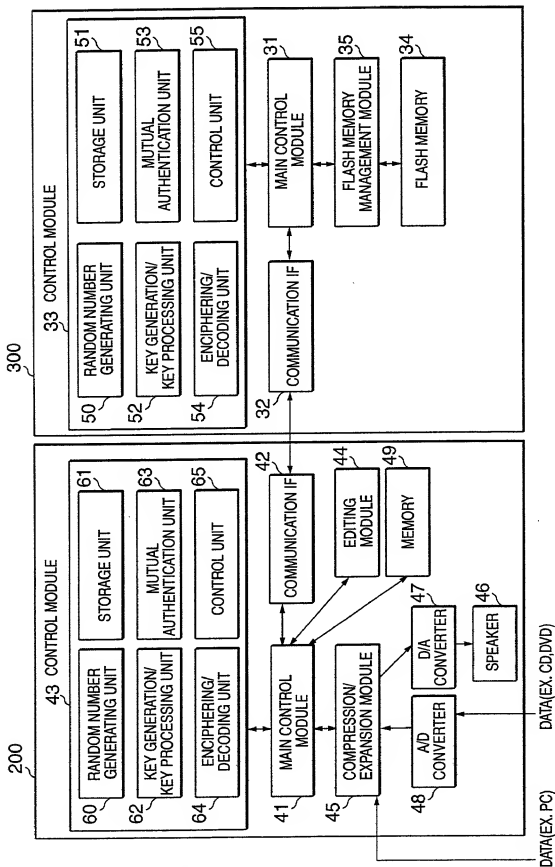 200
43 CONTROL MODULE
60
RANDOM NUMBER
GENERATING UNIT
61
STORAGE UNIT
62
KEY GENERATION/
KEY PROCESSING UNIT
63
MUTUAL
AUTHENTICATION UNIT
64
ENCIPHERING/
DECODING UNIT
65
CONTROL UNIT
41
MAIN CONTROL
MODULE
42
COMMUNICATION IF
44
EDITING
MODULE
49
MEMORY
45
COMPRESSION/
EXPANSION MODULE
47
D/A
CONVERTER
46
SPEAKER
48
A/D
CONVERTER
DATA(EX. PC)
DATA(EX. CD,DVD)
300
33 CONTROL MODULE
50
RANDOM NUMBER
GENERATING UNIT
51
STORAGE UNIT
52
KEY GENERATION/
KEY PROCESSING UNIT
53
MUTUAL
AUTHENTICATION UNIT
54
ENCIPHERING/
DECODING UNIT
55
CONTROL UNIT
32
COMMUNICATION IF
31
MAIN CONTROL
MODULE
35
FLASH MEMORY
MANAGEMENT MODULE
34
FLASH MEMORY